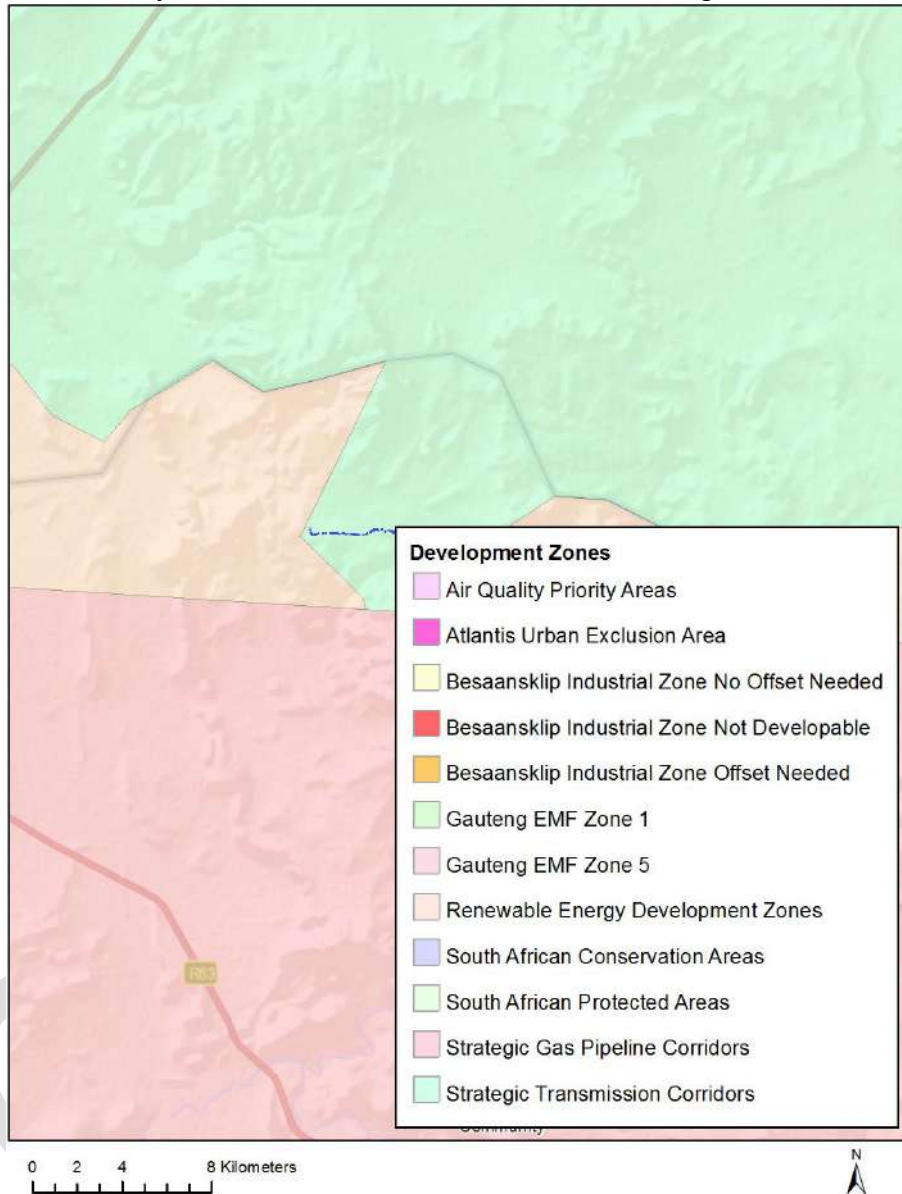 R63
Development Zones
Air Quality Priority Areas
Atlantis Urban Exclusion Area
Besaansklip Industrial Zone No Offset Needed
Besaansklip Industrial Zone Not Developable
Besaansklip Industrial Zone Offset Needed
Gauteng EMF Zone 1
Gauteng EMF Zone 5
Renewable Energy Development Zones
South African Conservation Areas
South African Protected Areas
Strategic Gas Pipeline Corridors
Strategic Transmission Corridors
Community
0 2 4 8 Kilometers
N